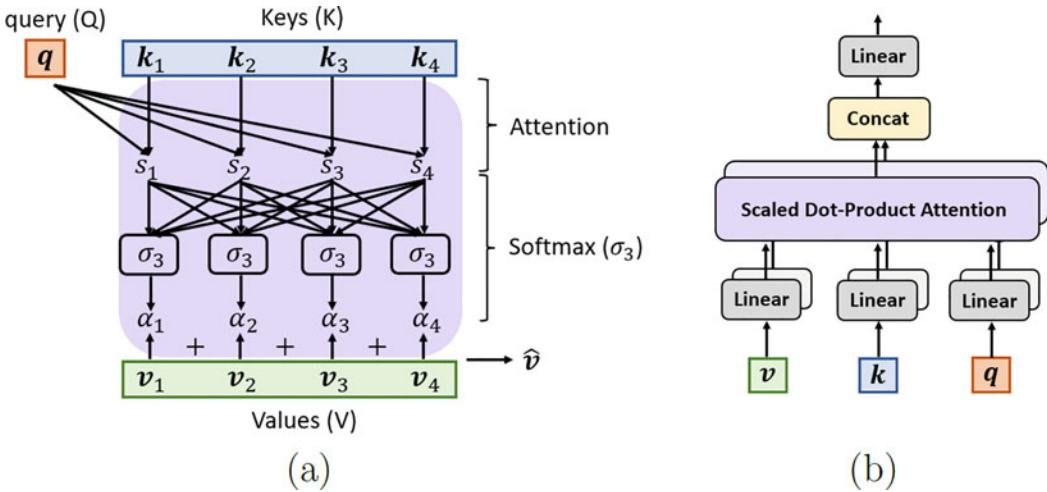 query (Q)
Keys (K)
q
k₁ k₂ k₃ k₄
Attention
s₁ s₂ s₃ s₄
σ₃ σ₃ σ₃ σ₃
Softmax (σ₃)
α₁ α₂ α₃ α₄
+ + +
v₁ v₂ v₃ v₄
v̂
Values (V)
(a)
Linear
Concat
Scaled Dot-Product Attention
Linear Linear Linear
v k q
(b)